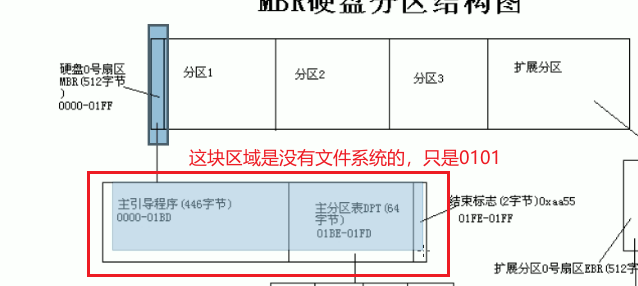 MBR硬盘分区结构图
硬盘0号扇区
MBR(512字节
)
0000-01FF
分区1
分区2
分区3
扩展分区
这块区域是没有文件系统的，只是0101
主引导程序(446字节)
0000-01BD
主分区表DPT(64
字节)
01BE-01FD
结束标志(2字节)0xaa55
01FE-01FF
扩展分区0号扇区EBR(512字